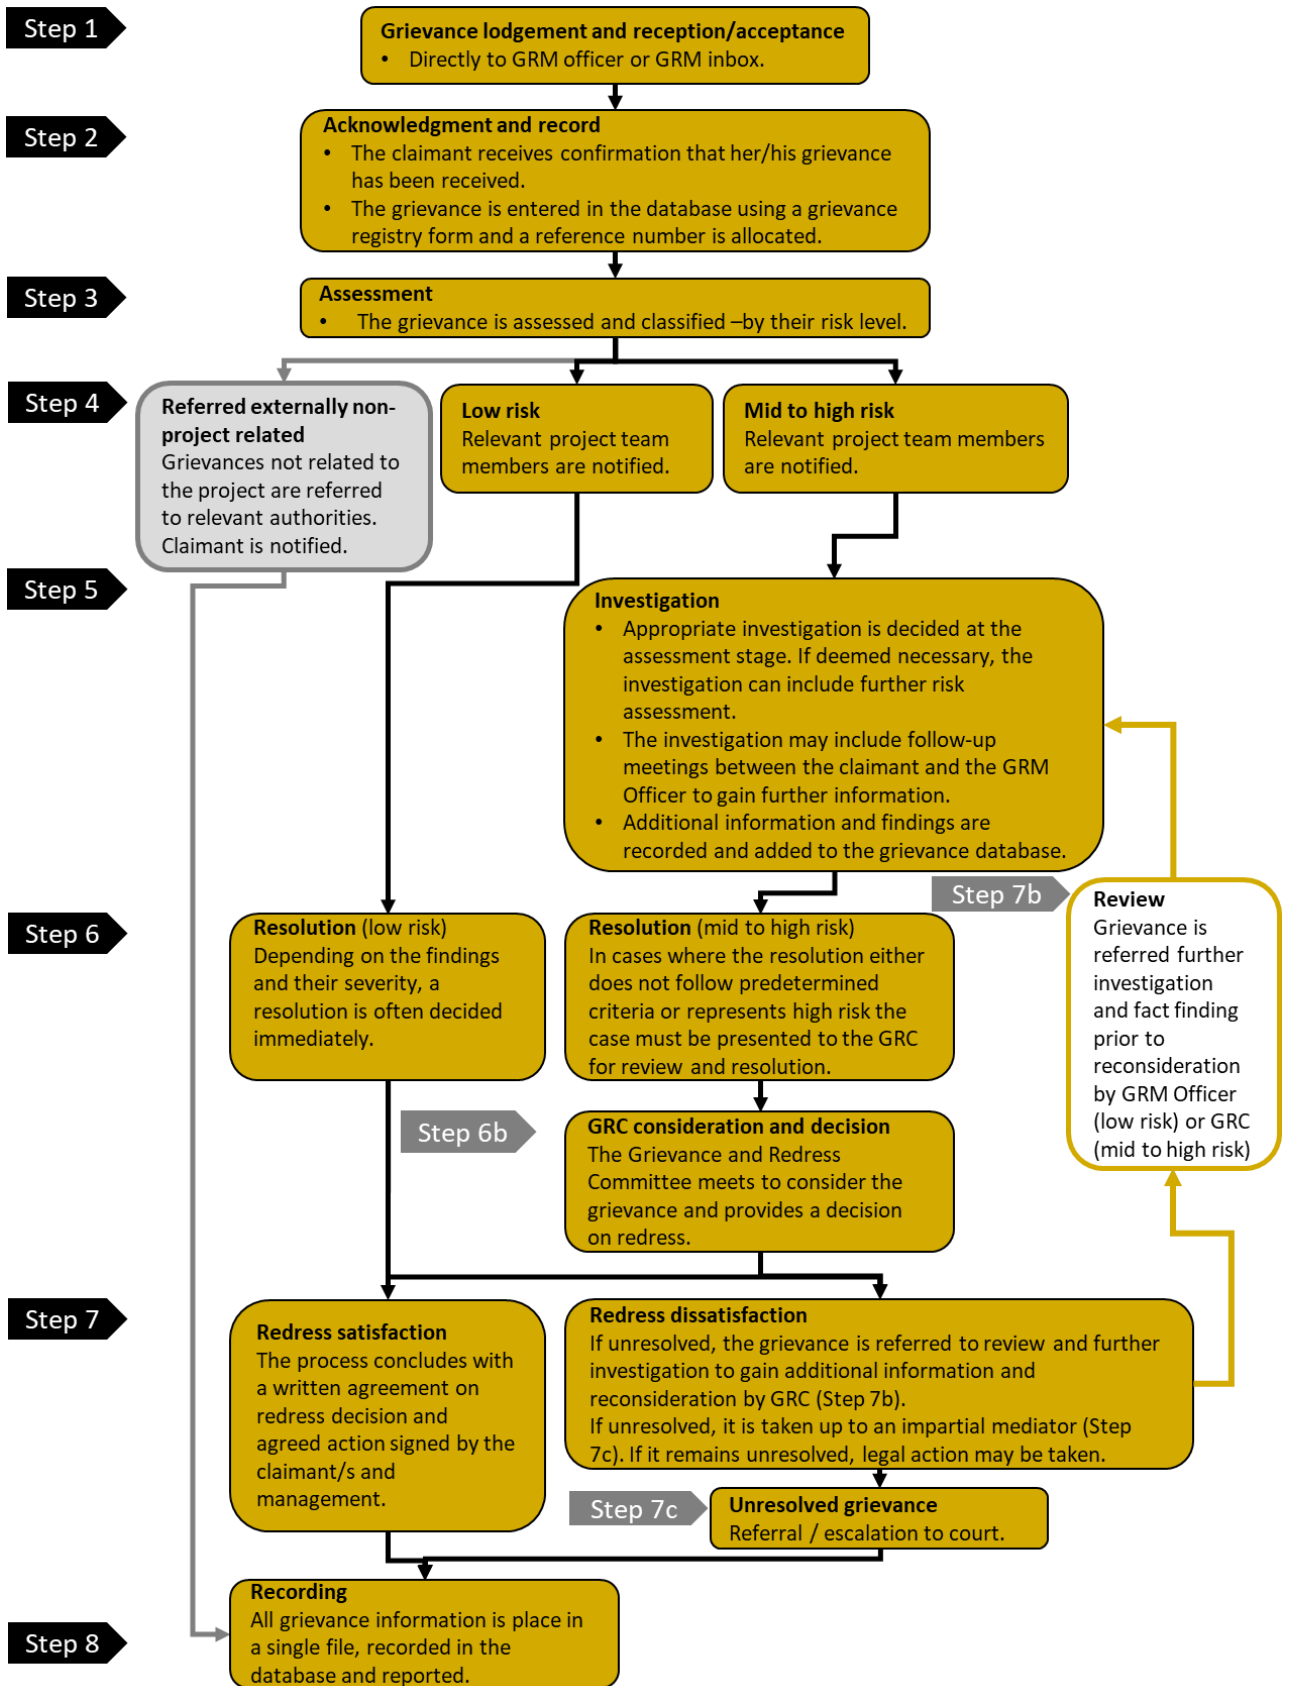 Step 1
Grievance lodgement and reception/acceptance
• Directly to GRM officer or GRM inbox.
Step 2
Acknowledgment and record
• The claimant receives confirmation that her/his grievance
has been received.
• The grievance is entered in the database using a grievance
registry form and a reference number is allocated.
Step 3
Assessment
• The grievance is assessed and classified –by their risk level.
Step 4
Referred externally non-
project related
Grievances not related to
the project are referred
to relevant authorities.
Claimant is notified.
Low risk
Relevant project team
members are notified.
Mid to high risk
Relevant project team members
are notified.
Step 5
Investigation
• Appropriate investigation is decided at the
assessment stage. If deemed necessary, the
investigation can include further risk
assessment.
• The investigation may include follow-up
meetings between the claimant and the GRM
Officer to gain further information.
• Additional information and findings are
recorded and added to the grievance database.
Step 7b
Review
Grievance is
referred further
investigation
and fact finding
prior to
reconsideration
by GRM Officer
(low risk) or GRC
(mid to high risk)
Step 6
Resolution (low risk)
Depending on the findings
and their severity, a
resolution is often decided
immediately.
Resolution (mid to high risk)
In cases where the resolution either
does not follow predetermined
criteria or represents high risk the
case must be presented to the GRC
for review and resolution.
Step 6b
GRC consideration and decision
The Grievance and Redress
Committee meets to consider the
grievance and provides a decision
on redress.
Step 7
Redress satisfaction
The process concludes with
a written agreement on
redress decision and
agreed action signed by the
claimant/s and
management.
Redress dissatisfaction
If unresolved, the grievance is referred to review and further
investigation to gain additional information and
reconsideration by GRC (Step 7b).
If unresolved, it is taken up to an impartial mediator (Step
7c). If it remains unresolved, legal action may be taken.
Step 7c
Unresolved grievance
Referral / escalation to court.
Step 8
Recording
All grievance information is place in
a single file, recorded in the
database and reported.